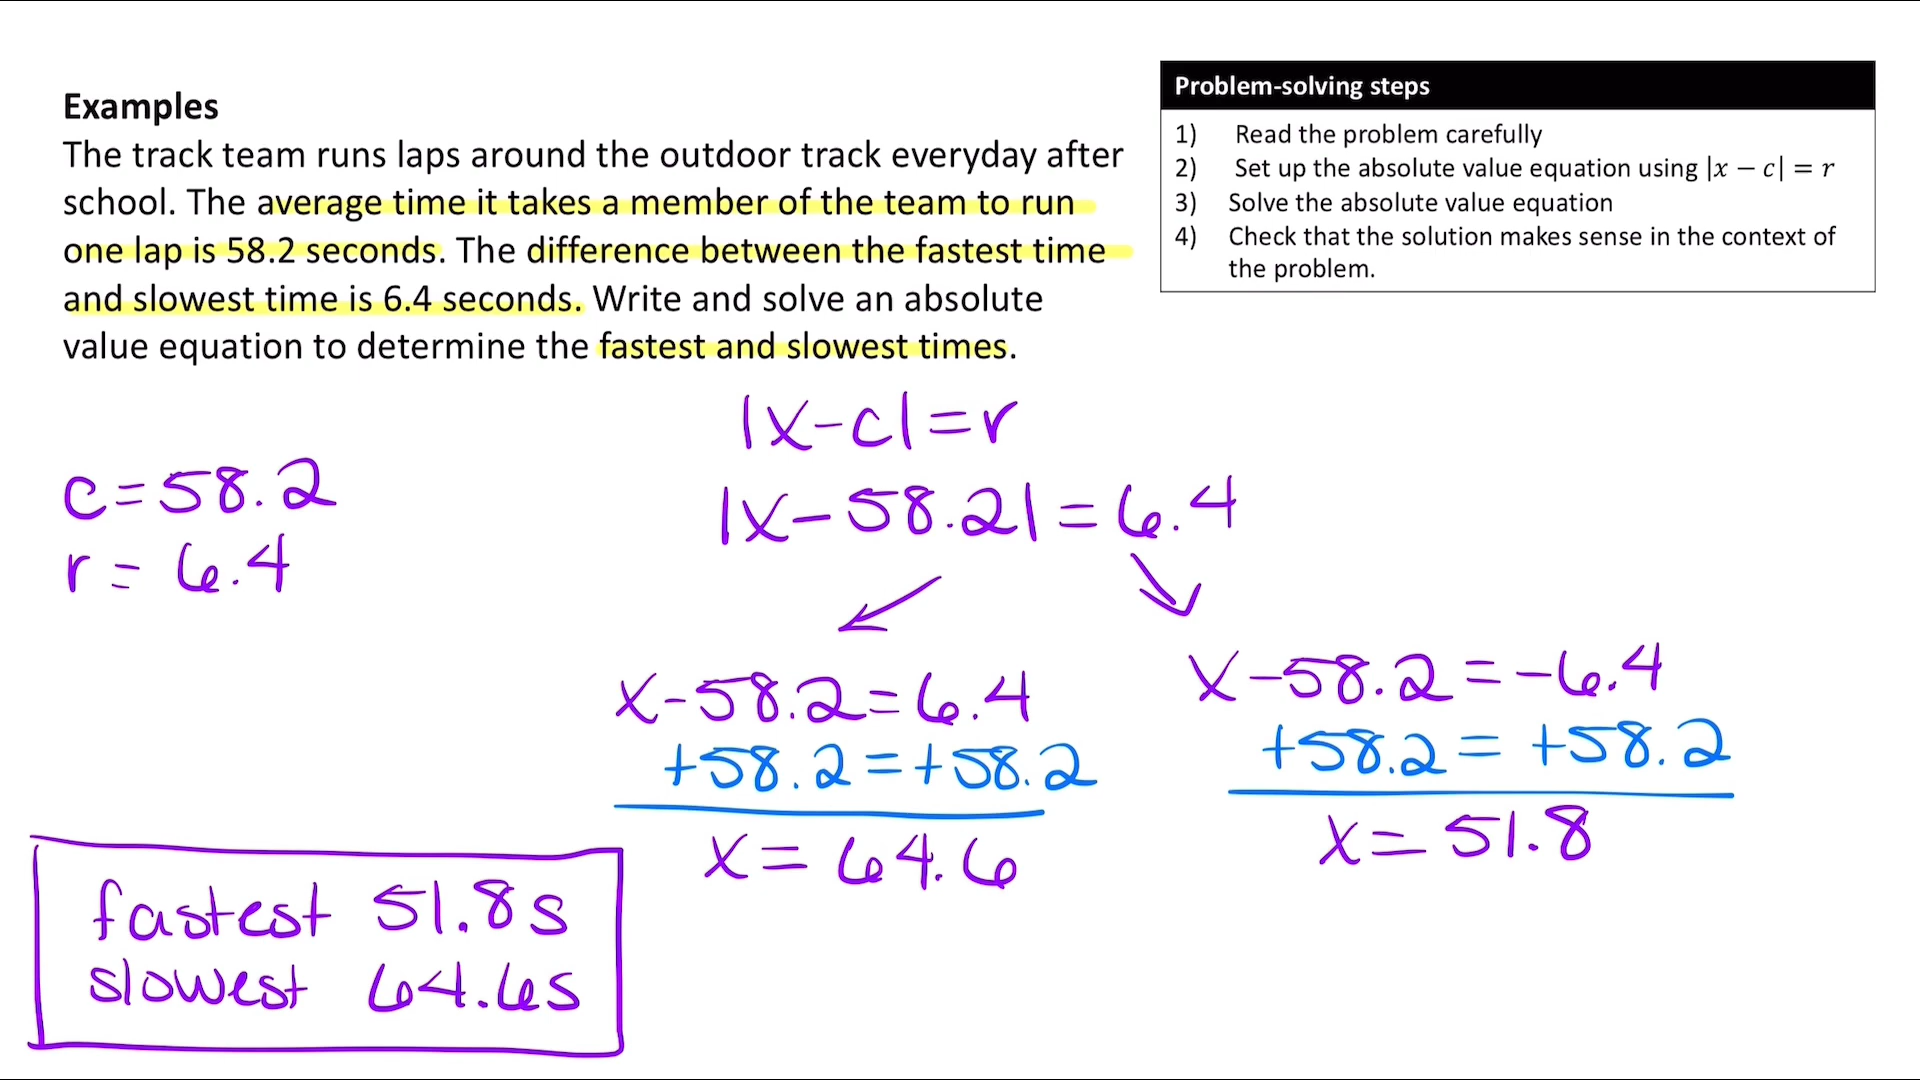 Examples
The track team runs laps around the outdoor track everyday after
school. The average time it takes a member of the team to run
one lap is 58.2 seconds. The difference between the fastest time
and slowest time is 6.4 seconds. Write and solve an absolute
value equation to determine the fastest and slowest times.
Problem-solving steps
1) Read the problem carefully
2) Set up the absolute value equation using |x − c| = r
3) Solve the absolute value equation
4) Check that the solution makes sense in the context of
the problem.
|x-c|=r
c=58.2
r=6.4
|x-58.2|=6.4
x-58.2=6.4
+58.2=+58.2
x=64.6
x-58.2=-6.4
+58.2=+58.2
x=51.8
fastest 51.8s
slowest 64.6s